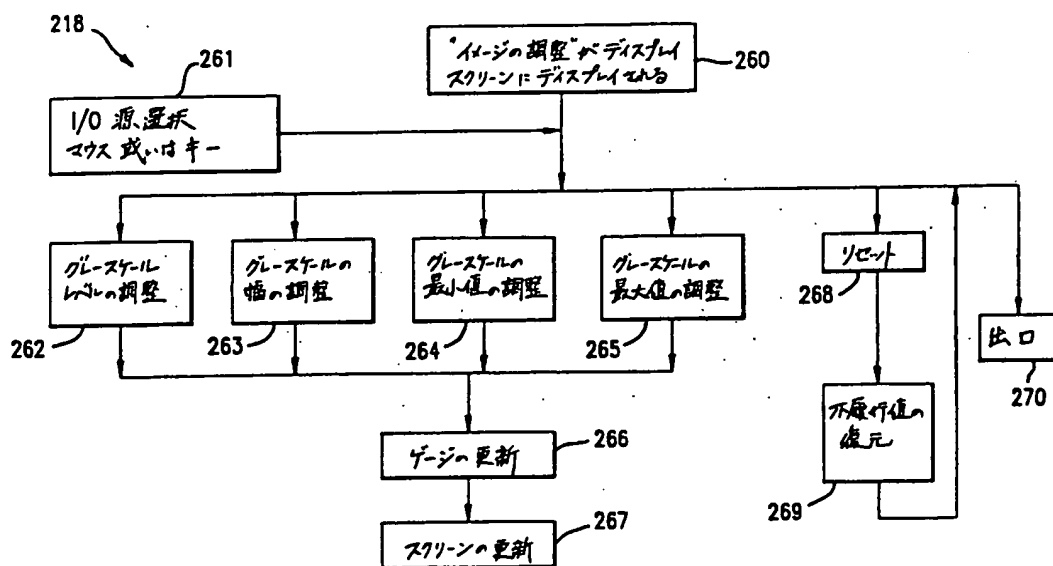 218
261
"イメージの調整"が ディスプレイ
スクリーンに ディスプレイされる
260
I/O 源、選択
マウス 或いは キー
グレースケール
レベルの調整
グレースケールの
幅の調整
グレースケールの
最小値の調整
グレースケールの
最大値の調整
リセット
268
262
263
264
265
出口
270
不履行値の
復元
269
ゲージの更新
266
スクリーンの更新
267